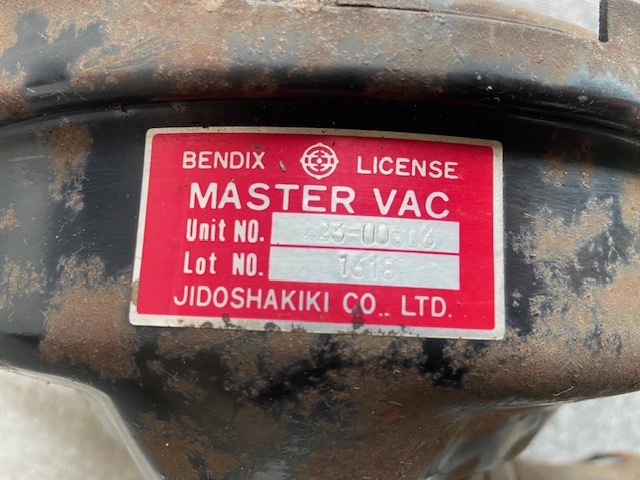 BENDIX LICENSE
MASTER VAC
Unit NO.
Lot NO. 1618
JIDOSHAKIKI CO., LTD.